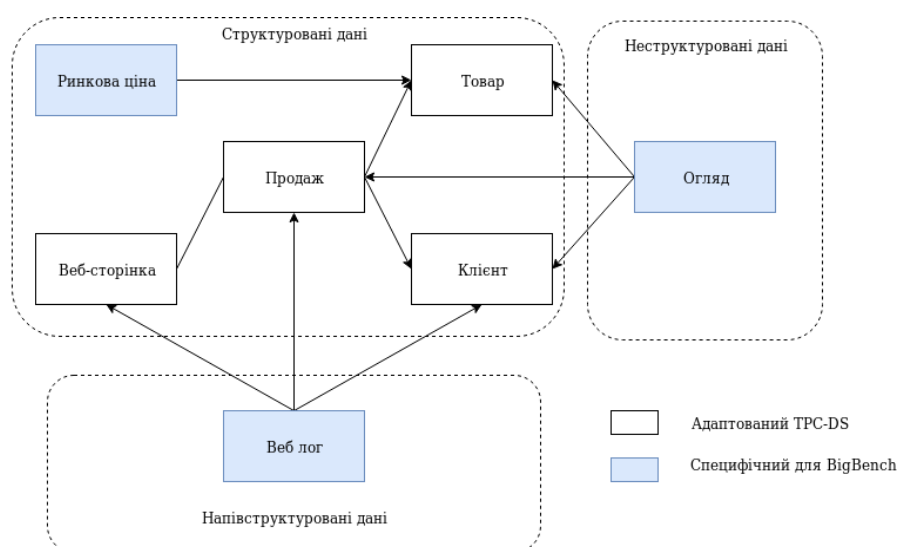 Структуровані дані
Неструктуровані дані
Ринкова ціна
Товар
Продаж
Огляд
Веб-сторінка
Клієнт
Веб лог
Адаптований TPC-DS
Специфічний для BigBench
Напівструктуровані дані